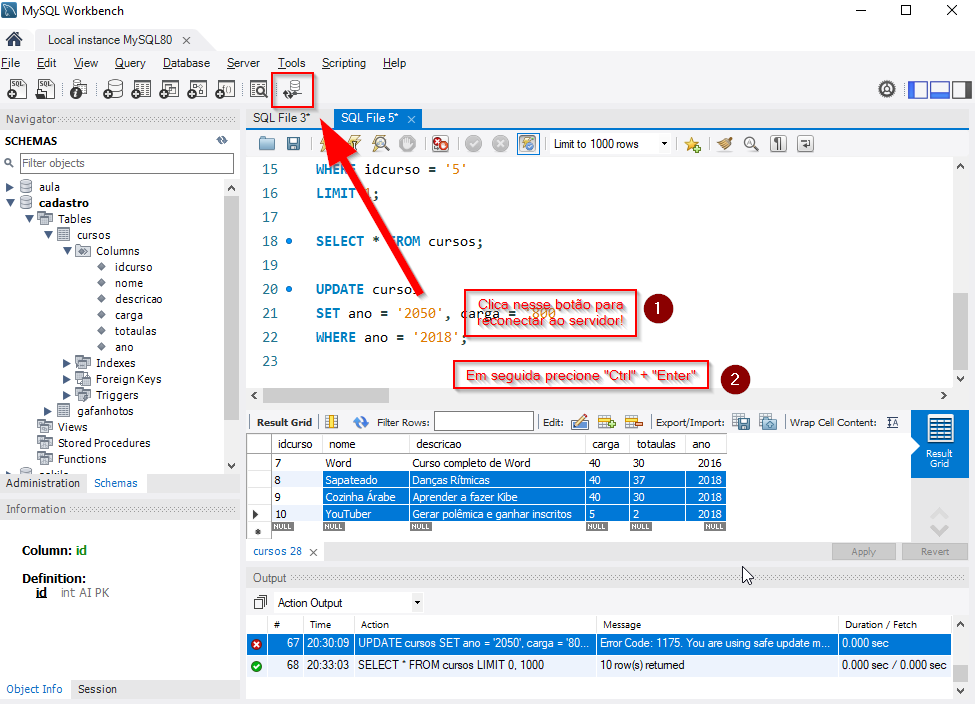 MySQL Workbench
Local instance MySQL80
File Edit View Query Database Server Tools Scripting Help
Navigator
SCHEMAS
Filter objects
aula
cadastro
Tables
cursos
Columns
idcurso
nome
descricao
carga
totaulas
ano
Indexes
Foreign Keys
Triggers
gafanhotos
Views
Stored Procedures
Functions
Administration Schemas
Information
Column: id
Definition:
id int AI PK
Object Info Session
SQL File 3* SQL File 5*
Limit to 1000 rows
15 WHERE idcurso = '5'
16 LIMIT 1;
17
18 SELECT * FROM cursos;
19
20 UPDATE cursos
21 SET ano = '2050', carga = '800'
22 WHERE ano = '2018';
23
Clica nesse botão para
reconectar ao servidor!
1
Em seguida precione "Ctrl" + "Enter"
2
Result Grid Filter Rows: Edit: Export/Import: Wrap Cell Content:
idcurso nome descricao carga totaulas ano
7 Word Curso completo de Word 40 30 2016
8 Sapateado Danças Rítmicas 40 37 2018
9 Cozinha Árabe Aprender a fazer Kibe 40 30 2018
10 YouTuber Gerar polêmica e ganhar inscritos 5 2 2018
NULL NULL NULL NULL NULL NULL
Result
Grid
cursos 28
Apply Revert
Output
Action Output
# Time Action Message Duration / Fetch
67 20:30:09 UPDATE cursos SET ano = '2050', carga = '80... Error Code: 1175. You are using safe update m... 0.000 sec
68 20:33:03 SELECT * FROM cursos LIMIT 0, 1000 10 row(s) returned 0.000 sec / 0.000 sec